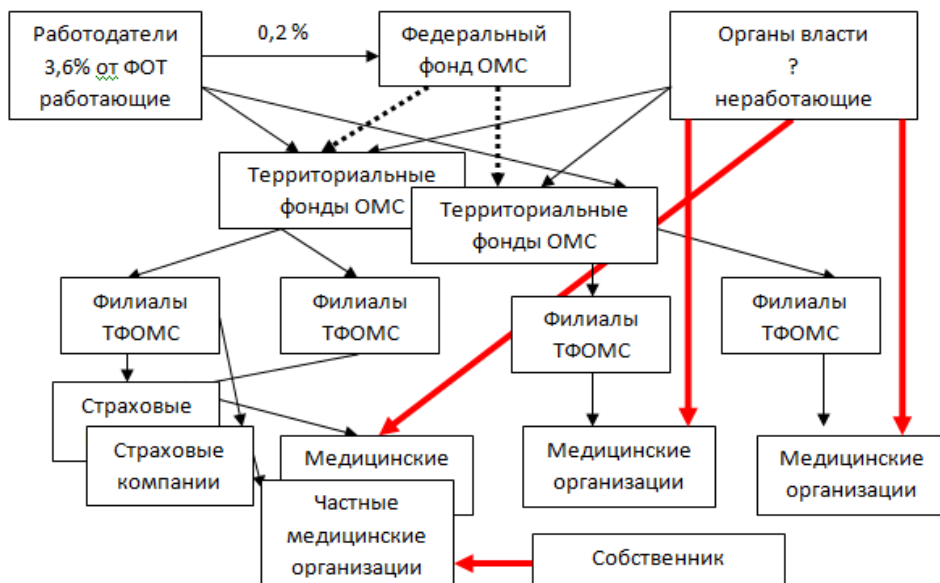 Работодатели
3,6% от ФОТ
работающие
0,2 %
Федеральный
фонд ОМС
Органы власти
?
неработающие
Территориальные
фонды ОМС
Территориальные
фонды ОМС
Филиалы
ТФОМС
Филиалы
ТФОМС
Филиалы
ТФОМС
Филиалы
ТФОМС
Страховые
Страховые
компании
Медицинские
Частные
медицинские
организации
Медицинские
организации
Медицинские
организации
Собственник